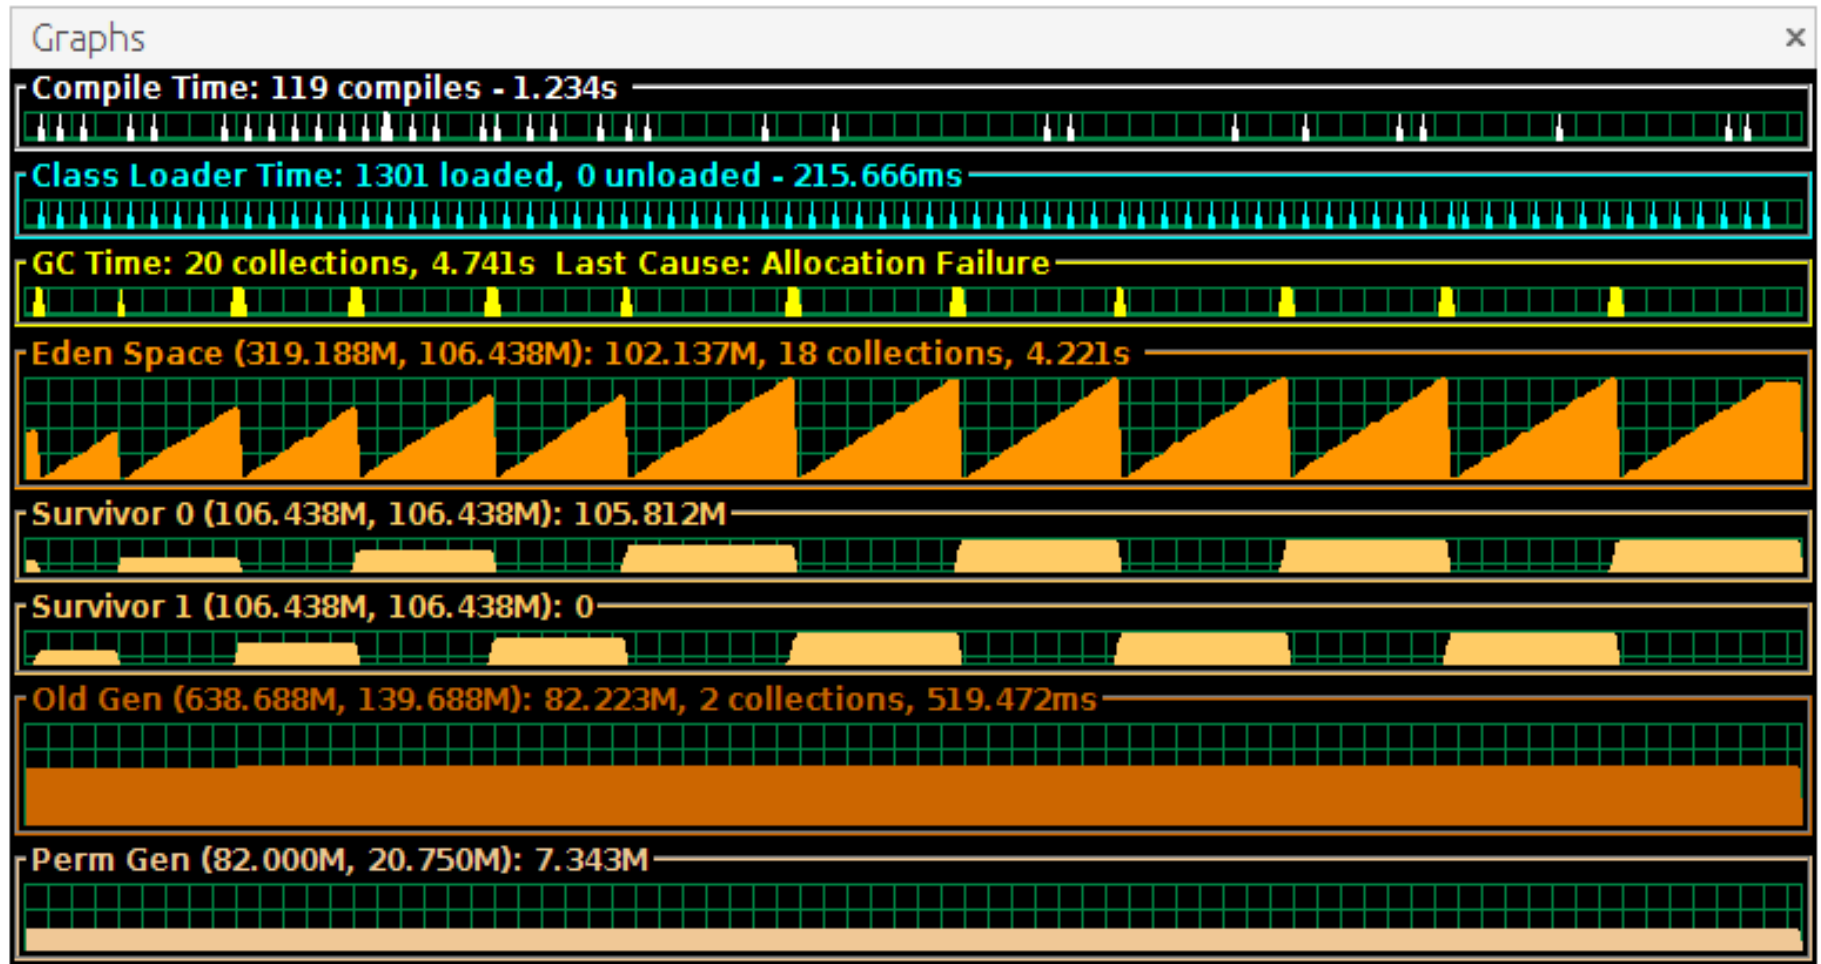 Graphs
Compile Time: 119 compiles - 1.234s
Class Loader Time: 1301 loaded, 0 unloaded - 215.666ms
GC Time: 20 collections, 4.741s  Last Cause: Allocation Failure
Eden Space (319.188M, 106.438M): 102.137M, 18 collections, 4.221s
Survivor 0 (106.438M, 106.438M): 105.812M
Survivor 1 (106.438M, 106.438M): 0
Old Gen (638.688M, 139.688M): 82.223M, 2 collections, 519.472ms
Perm Gen (82.000M, 20.750M): 7.343M